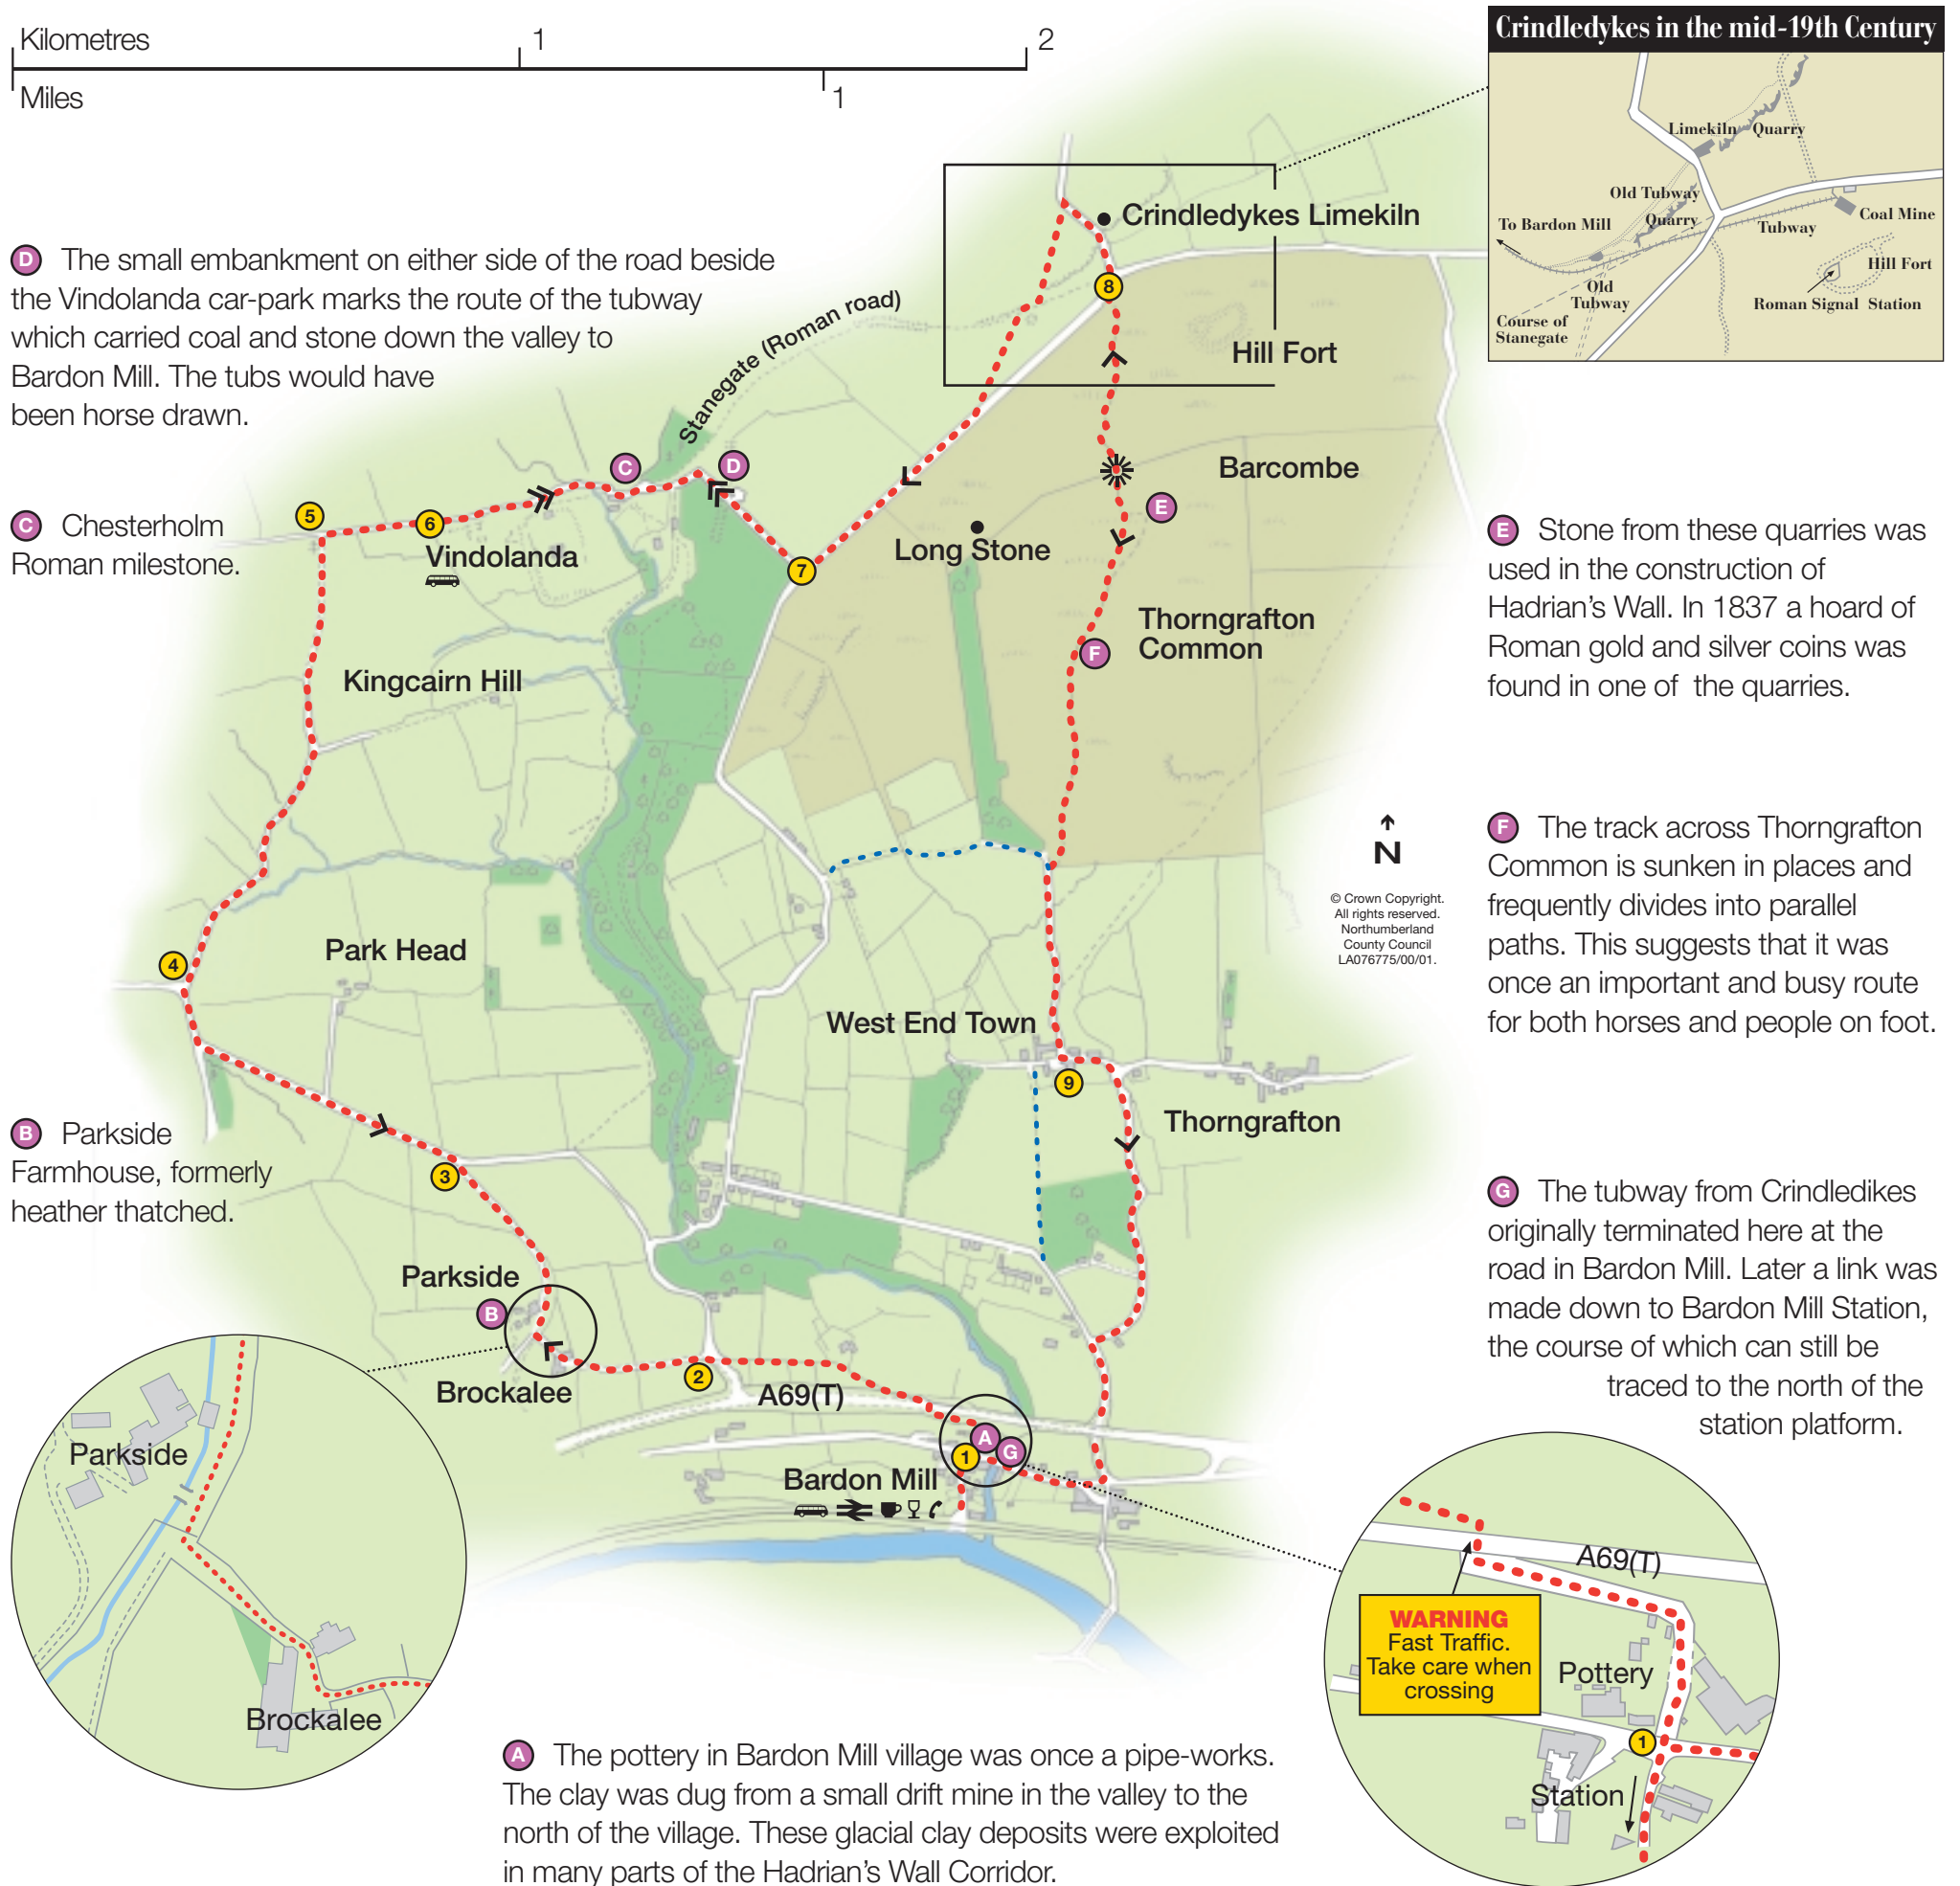 Kilometres
1
2
Miles
1
Crindledykes in the mid-19th Century
Limekiln Quarry
Old Tubway
Quarry
To Bardon Mill
Coal Mine
Tubway
Hill Fort
Old
Tubway
Roman Signal Station
Course of
Stanegate
Crindledykes Limekiln
8
Hill Fort
D The small embankment on either side of the road beside
the Vindolanda car-park marks the route of the tubway
which carried coal and stone down the valley to
Bardon Mill. The tubs would have
been horse drawn.
Stanegate (Roman road)
C
D
Barcombe
E
5
6
Vindolanda
Long Stone
7
C Chesterholm
Roman milestone.
E Stone from these quarries was
used in the construction of
Hadrian's Wall. In 1837 a hoard of
Roman gold and silver coins was
found in one of the quarries.
Thorngrafton
Common
F
Kingcairn Hill
N
© Crown Copyright.
All rights reserved.
Northumberland
County Council
LA076775/00/01.
F The track across Thorngrafton
Common is sunken in places and
frequently divides into parallel
paths. This suggests that it was
once an important and busy route
for both horses and people on foot.
4
Park Head
West End Town
9
Thorngrafton
B Parkside
Farmhouse, formerly
heather thatched.
3
G The tubway from Crindledikes
originally terminated here at the
road in Bardon Mill. Later a link was
made down to Bardon Mill Station,
the course of which can still be
traced to the north of the
station platform.
Parkside
B
Brockalee
2
A69(T)
A
1
G
Bardon Mill
Parkside
Brockalee
A69(T)
WARNING
Fast Traffic.
Take care when
crossing
Pottery
1
Station
A The pottery in Bardon Mill village was once a pipe-works.
The clay was dug from a small drift mine in the valley to the
north of the village. These glacial clay deposits were exploited
in many parts of the Hadrian's Wall Corridor.